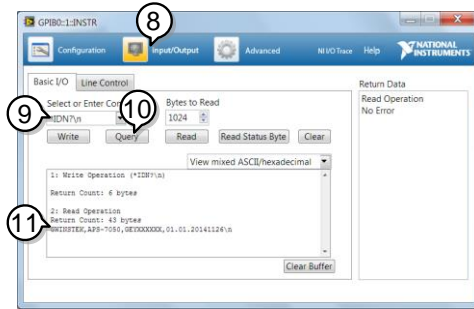 GPIB0::1::INSTR
8
Configuration
Input/Output
Advanced
NI I/O Trace
Help
NATIONAL
INSTRUMENTS
Basic I/O
Line Control
Return Data
Select or Enter
10
Bytes to Read
Read Operation
No Error
9
*IDN?\n
1024
Write
Query
Read
Read Status Byte
Clear
View mixed ASCII/hexadecimal
1: Write Operation (*IDN?\n)
Return Count: 6 bytes
2: Read Operation
Return Count: 43 bytes
11
GWINSTEK,APS-7050,GEYXXXXXX,01.01.20141126\n
Clear Buffer